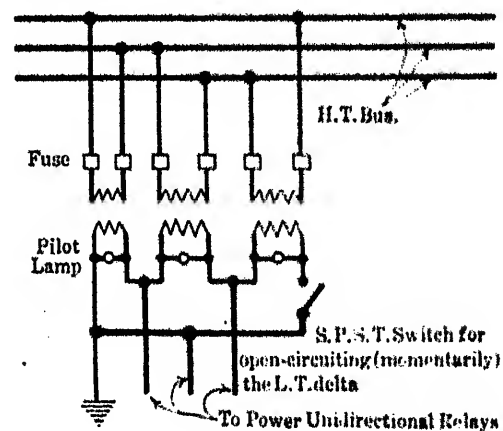 H.T.Bus.
Fuse
Pilot
Lamp
S.P.S.T.Switch for
open-circuiting(momentarily)
the L.T.delta
To Power Unidirectional Relays